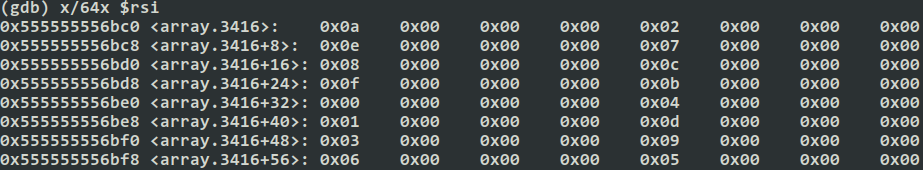 (gdb) x/64x $rsi
0x555555556bc0 <array.3416>: 0x0a 0x00 0x00 0x00 0x02 0x00 0x00 0x00
0x555555556bc8 <array.3416+8>: 0x0e 0x00 0x00 0x00 0x07 0x00 0x00 0x00
0x555555556bd0 <array.3416+16>: 0x08 0x00 0x00 0x00 0x0c 0x00 0x00 0x00
0x555555556bd8 <array.3416+24>: 0x0f 0x00 0x00 0x00 0x0b 0x00 0x00 0x00
0x555555556be0 <array.3416+32>: 0x00 0x00 0x00 0x00 0x04 0x00 0x00 0x00
0x555555556be8 <array.3416+40>: 0x01 0x00 0x00 0x00 0x0d 0x00 0x00 0x00
0x555555556bf0 <array.3416+48>: 0x03 0x00 0x00 0x00 0x09 0x00 0x00 0x00
0x555555556bf8 <array.3416+56>: 0x06 0x00 0x00 0x00 0x05 0x00 0x00 0x00